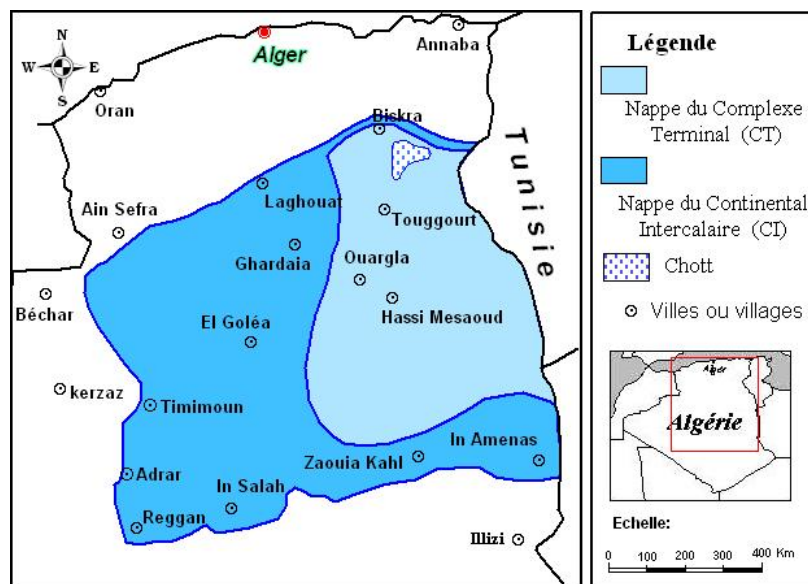 N
W E
S
Alger
Annaba
Oran
Biskra
Tunisie
Laghouat
Ain Sefra
Touggourt
Ghardaia
Ouargla
Béchar
Hassi Mesaoud
El Goléa
kerzaz
Timimoun
In Amenas
Zaouia Kahl
Adrar
In Salah
Reggan
Illizi
Légende
Nappe du Complexe
Terminal (CT)
Nappe du Continental
Intercalaire (CI)
Chott
Villes ou villages
Alger
Algérie
Echelle:
0 100 200 300 400 Km